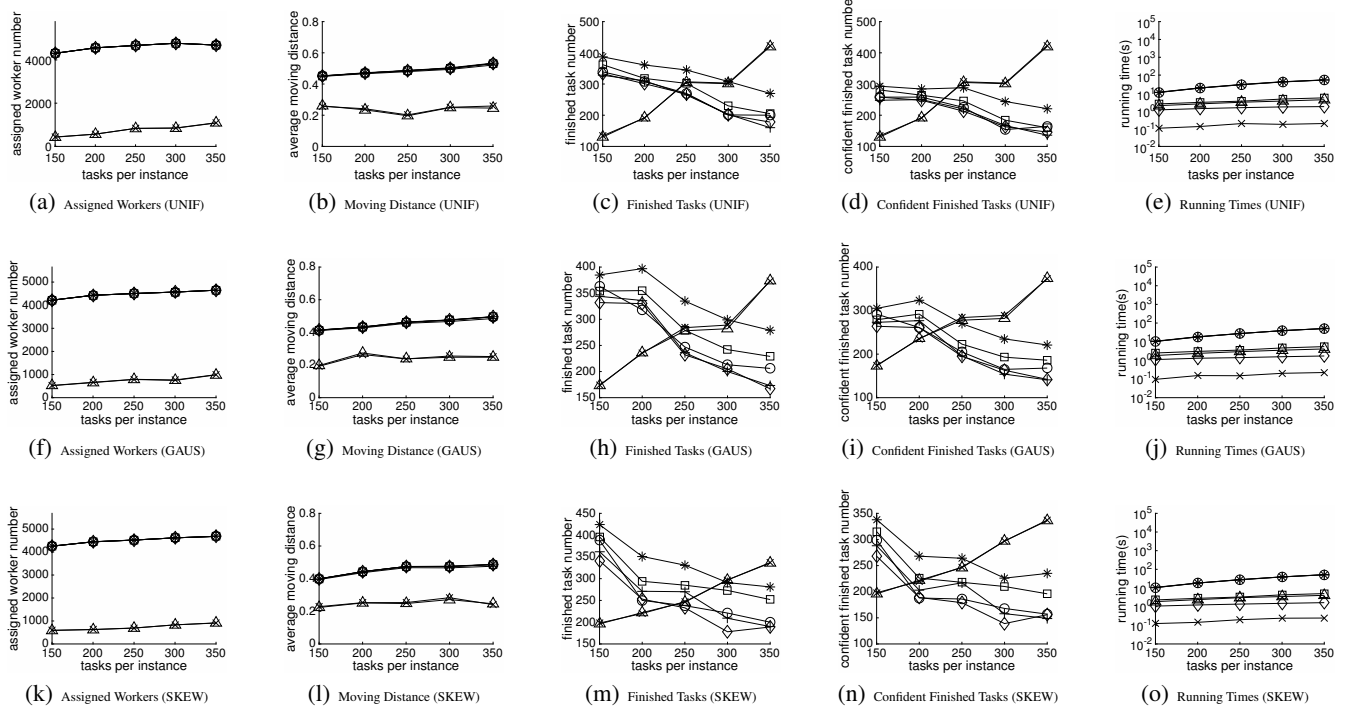 assigned worker number
4000
2000
0
150 200 250 300 350
tasks per instance
(a) Assigned Workers (UNIF)
average moving distance
0.8
0.6
0.4
0.2
0
150 200 250 300 350
tasks per instance
(b) Moving Distance (UNIF)
finished task number
500
400
300
200
100
150 200 250 300 350
tasks per instance
(c) Finished Tasks (UNIF)
confident finished task number
500
400
300
200
100
150 200 250 300 350
tasks per instance
(d) Confident Finished Tasks (UNIF)
running time(s)
10^5
10^4
10^3
10^2
10^1
10^0
10^-1
10^-2
150 200 250 300 350
tasks per instance
(e) Running Times (UNIF)
assigned worker number
5000
4000
3000
2000
1000
0
150 200 250 300 350
tasks per instance
(f) Assigned Workers (GAUS)
average moving distance
0.8
0.6
0.4
0.2
0
150 200 250 300 350
tasks per instance
(g) Moving Distance (GAUS)
finished task number
400
350
300
250
200
150
150 200 250 300 350
tasks per instance
(h) Finished Tasks (GAUS)
confident finished task number
400
300
200
100
150 200 250 300 350
tasks per instance
(i) Confident Finished Tasks (GAUS)
running time(s)
10^5
10^4
10^3
10^2
10^1
10^0
10^-1
10^-2
150 200 250 300 350
tasks per instance
(j) Running Times (GAUS)
assigned worker number
5000
4000
3000
2000
1000
0
150 200 250 300 350
tasks per instance
(k) Assigned Workers (SKEW)
average moving distance
0.8
0.6
0.4
0.2
0
150 200 250 300 350
tasks per instance
(l) Moving Distance (SKEW)
finished task number
450
400
350
300
250
200
150
150 200 250 300 350
tasks per instance
(m) Finished Tasks (SKEW)
confident finished task number
350
300
250
200
150
100
150 200 250 300 350
tasks per instance
(n) Confident Finished Tasks (SKEW)
running time(s)
10^5
10^4
10^3
10^2
10^1
10^0
10^-1
10^-2
150 200 250 300 350
tasks per instance
(o) Running Times (SKEW)